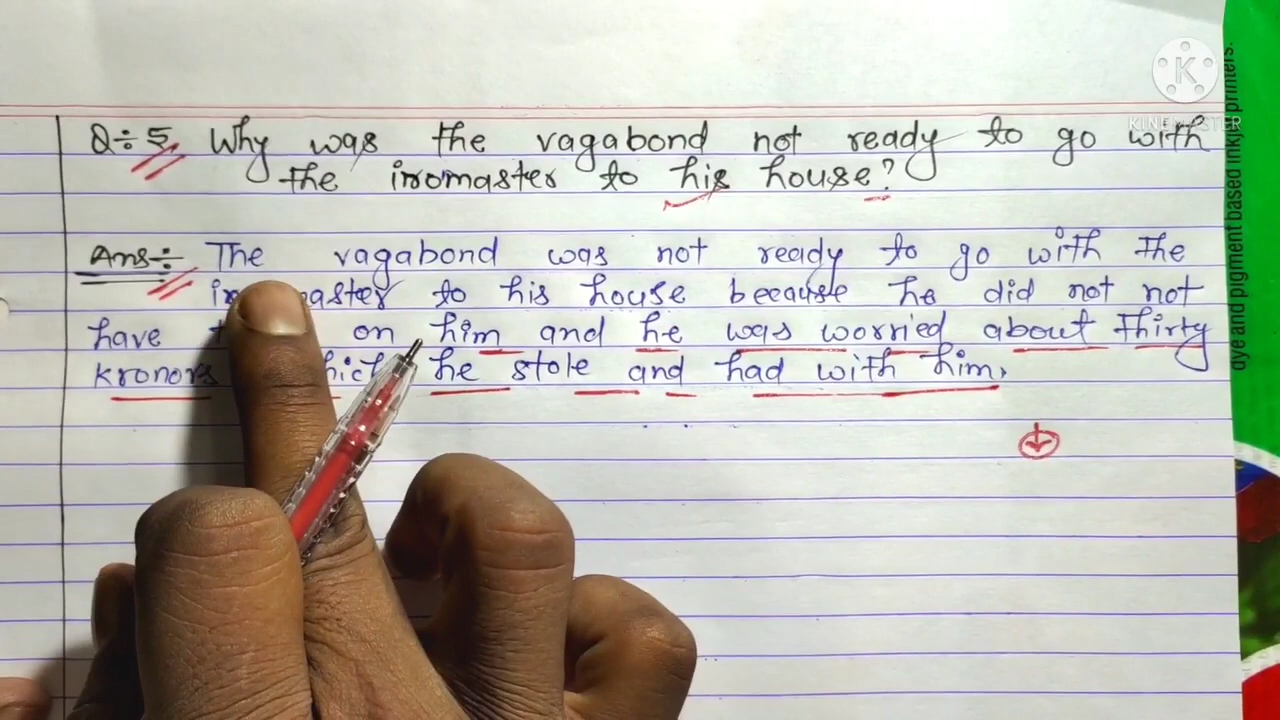 Q÷5 Why was the vagabond not ready to go with
the iromaster to his house?
Ans÷ The vagabond was not ready to go with the
because he did not not
have on him and he was worried about thirty
kronors he stole and had with him.
to his house
K
KINEMASTER
dye and pigment based inkjet printers.